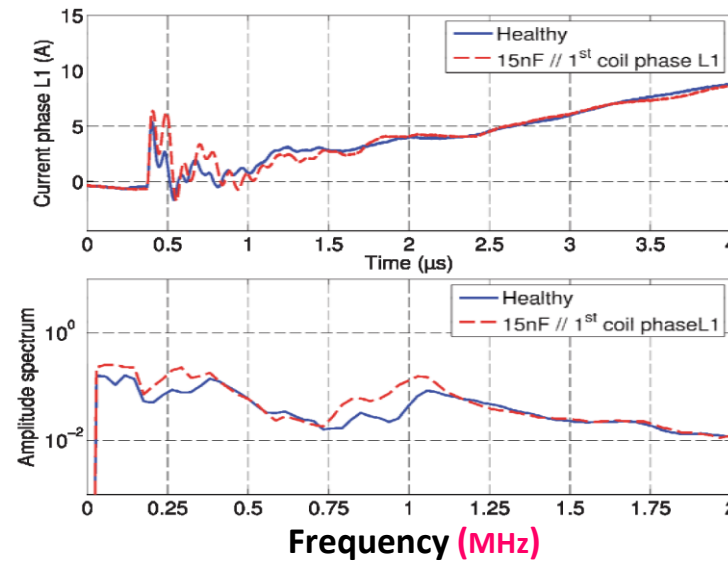 15
10
5
0
Current phase L1 (A)
Healthy
15nF // 1st coil phase L1
0 0.5 1 1.5 2 2.5 3 3.5 4
Time (µs)
Healthy
15nF // 1st coil phaseL1
10^0
10^-2
Amplitude spectrum
0 0.25 0.5 0.75 1 1.25 1.5 1.75 2
Frequency (MHz)